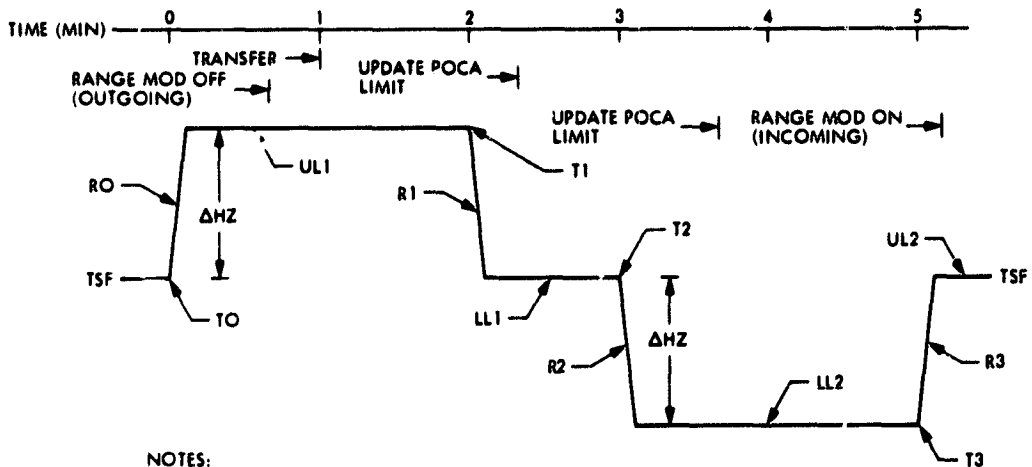 TIME (MIN) 0 1 2 3 4 5
TRANSFER
RANGE MOD OFF
(OUTGOING)
UPDATE POCA
LIMIT
UPDATE POCA
LIMIT
RANGE MOD ON
(INCOMING)
UL1
T1
RO
ΔHZ
R1
T2
UL2
TSF
TSF
TO
LL1
R2
ΔHZ
LL2
R3
T3
NOTES: